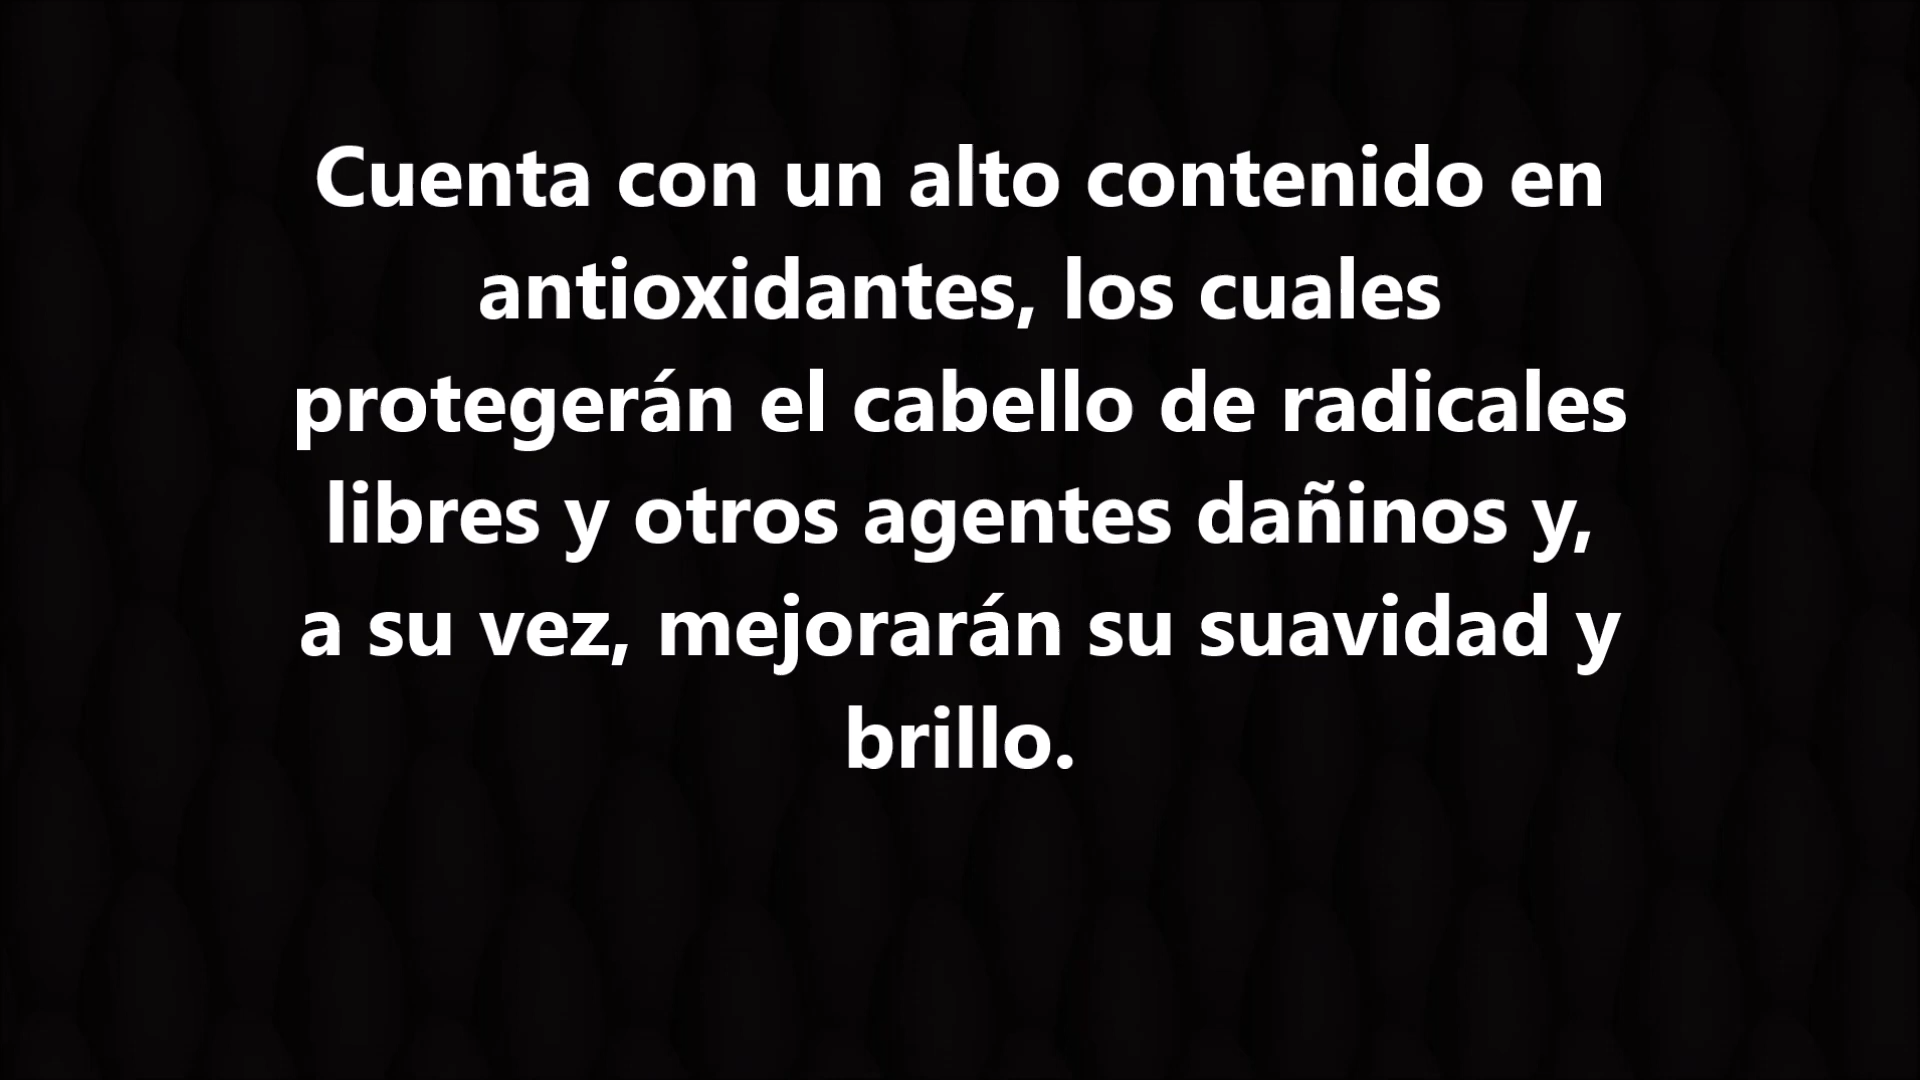 Cuenta con un alto contenido en
antioxidantes, los cuales
protegerán el cabello de radicales
libres y otros agentes dañinos y,
a su vez, mejorarán su suavidad y
brillo.